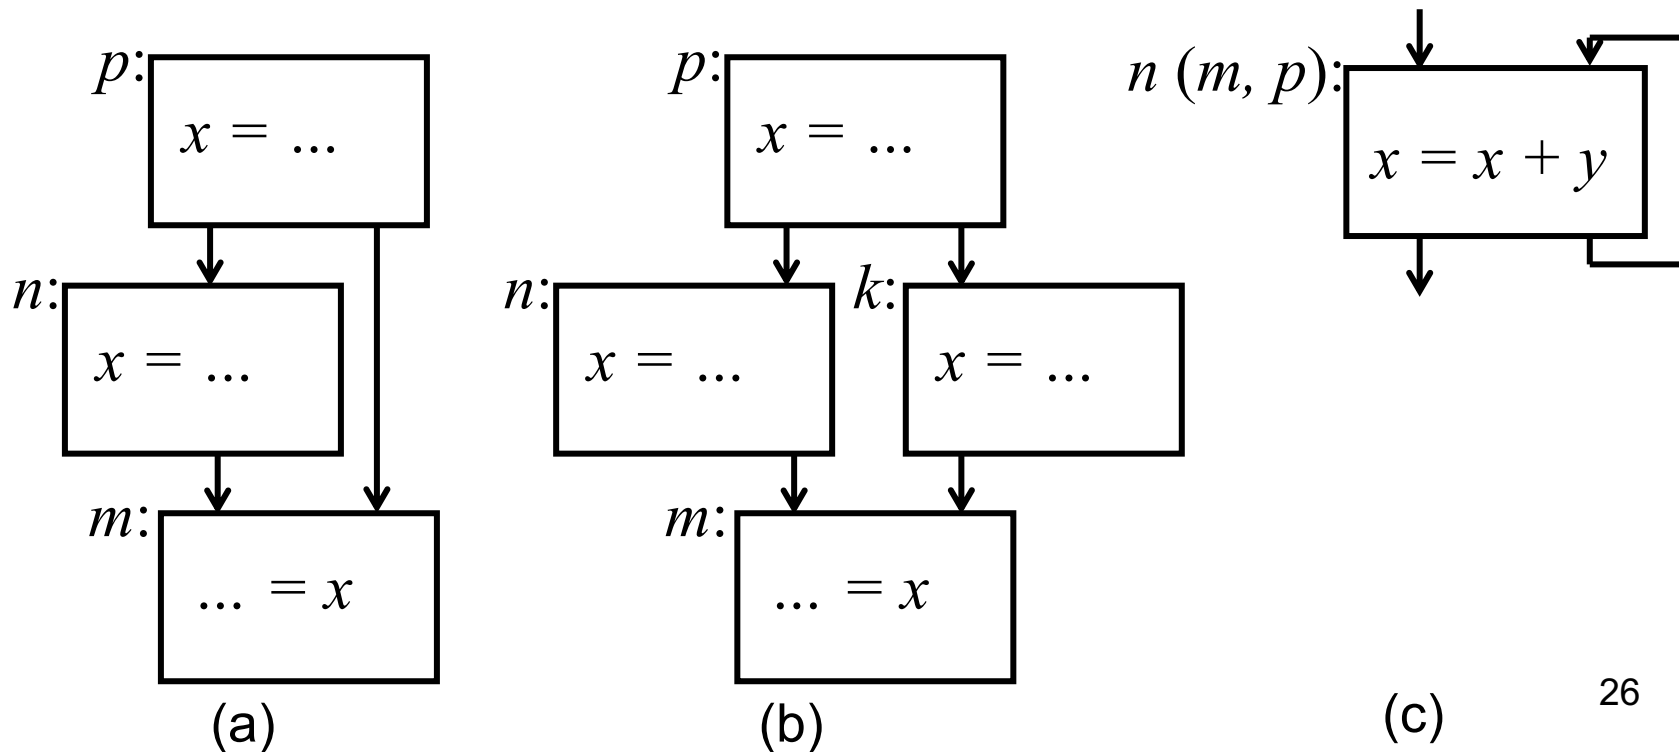 p:
x = ...
n:
x = ...
m:
... = x
(a)
p:
x = ...
n:
x = ...
k:
x = ...
m:
... = x
(b)
n (m, p):
x = x + y
(c)
26